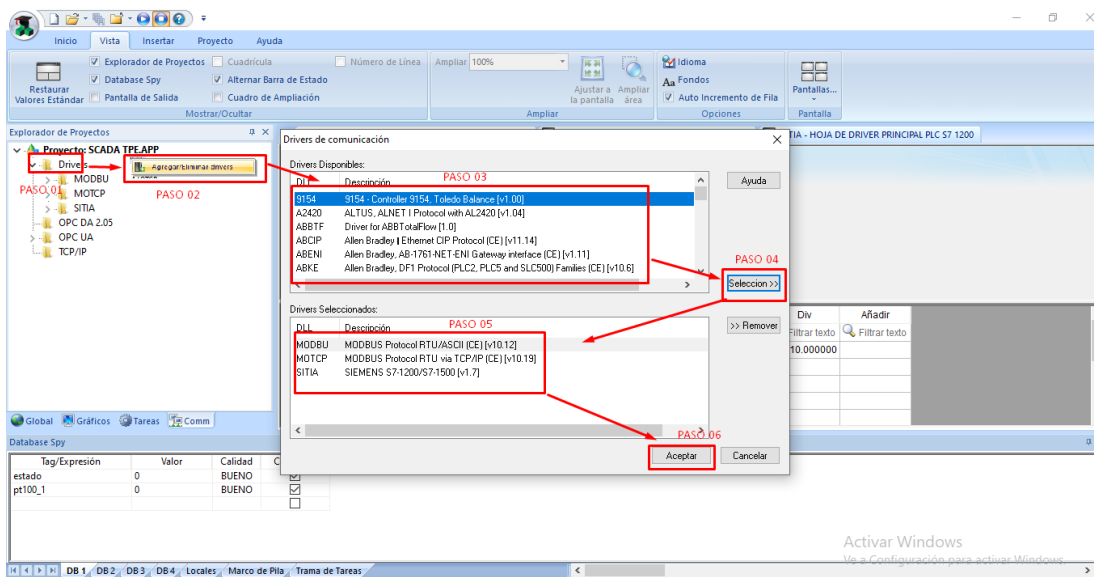 Inicio Vista Insertar Proyecto Ayuda
Explorador de Proyectos Cuadrícula Número de Línea Ampliar 100% Idioma
Database Spy Alternar Barra de Estado Fondos
Pantalla de Salida Cuadro de Ampliación Auto Incremento de Fila
Restaurar
Valores Estándar
Ajustar a
la pantalla
Ampliar
área
Pantallas...
Mostrar/Ocultar Ampliar Opciones Pantalla
Explorador de Proyectos
TIA - HOJA DE DRIVER PRINCIPAL PLC S7 1200
Proyecto: SCADA TPE.APP
Drivers
MODBU
MOTCP
SITIA
OPC DA 2.05
OPC UA
TCP/IP
PASO 01
Agregar/Eliminar drivers
PASO 02
Drivers de comunicación
Drivers Disponibles:
PASO 03
DLL Descripción
9154 9154 - Controller 9154, Toledo Balance [v1.00]
A2420 ALTUS, ALNET I Protocol with AL2420 [v1.04]
ABBTF Driver for ABBTotalFlow [1.0]
ABCIP Allen Bradley Ethernet CIP Protocol (CE) [v11.14]
ABENI Allen Bradley, AB-1761-NET-ENI Gateway interface (CE) [v1.11]
ABKE Allen Bradley, DF1 Protocol (PLC2, PLC5 and SLC500) Families (CE) [v10.6]
Ayuda
PASO 04
Seleccion >>
Drivers Seleccionados:
PASO 05
DLL Descripción
MODBU MODBUS Protocol RTU/ASCII (CE) [v10.12]
MOTCP MODBUS Protocol RTU via TCP/IP (CE) [v10.19]
SITIA SIEMENS S7-1200/S7-1500 [v1.7]
>> Remover
PASO 06
Aceptar Cancelar
Div Añadir
Filtrar texto Filtrar texto
10.000000
Global Gráficos Tareas Comm
Database Spy
Tag/Expresión Valor Calidad C
estado 0 BUENO
pt100_1 0 BUENO
Activar Windows
Ve a Configuración para activar Windows.
DB 1 DB 2 DB 3 DB 4 Locales Marco de Pila Trama de Tareas